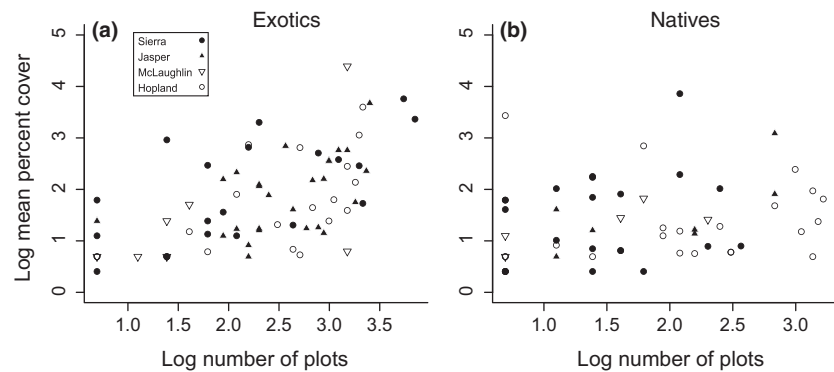 Exotics
Natives
(a)
Sierra
Jasper
McLaughlin
Hopland
(b)
Log mean percent cover
5
4
3
2
1
0
1.0 1.5 2.0 2.5 3.0 3.5
Log number of plots
5
4
3
2
1
0
1.0 1.5 2.0 2.5 3.0
Log number of plots